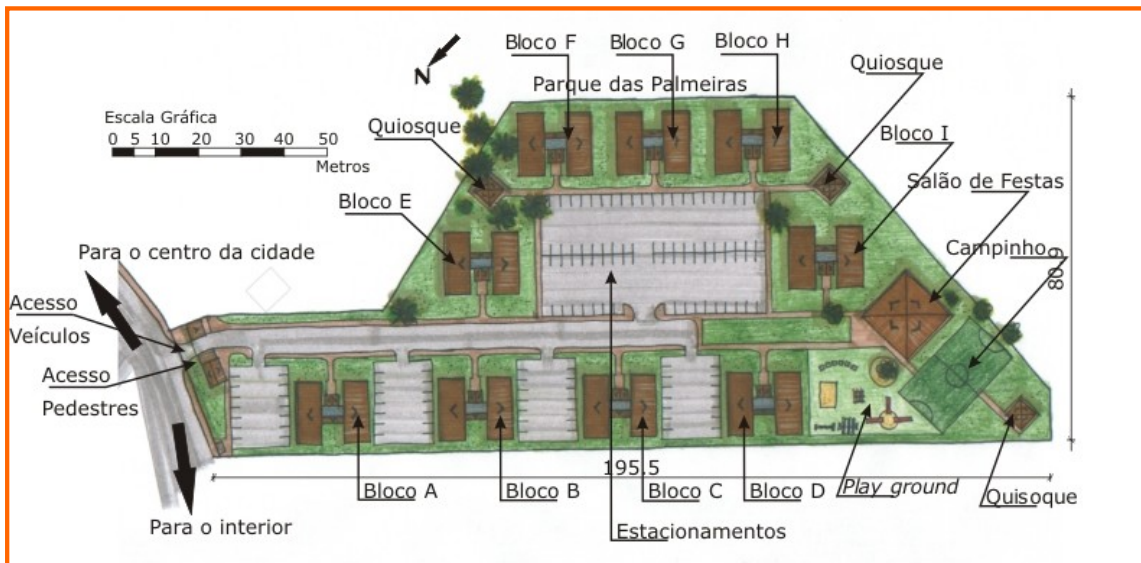 Bloco F
Bloco G
Bloco H
N
Parque das Palmeiras
Quiosque
Escala Gráfica
0 5 10 20 30 40 50
Metros
Quiosque
Bloco I
Salão de Festas
Bloco E
Campinho
80.9
Para o centro da cidade
Acesso
Veículos
Acesso
Pedestres
195.5
Bloco A
Bloco B
Bloco C
Bloco D
Play ground
Quisoque
Para o interior
Estacionamentos